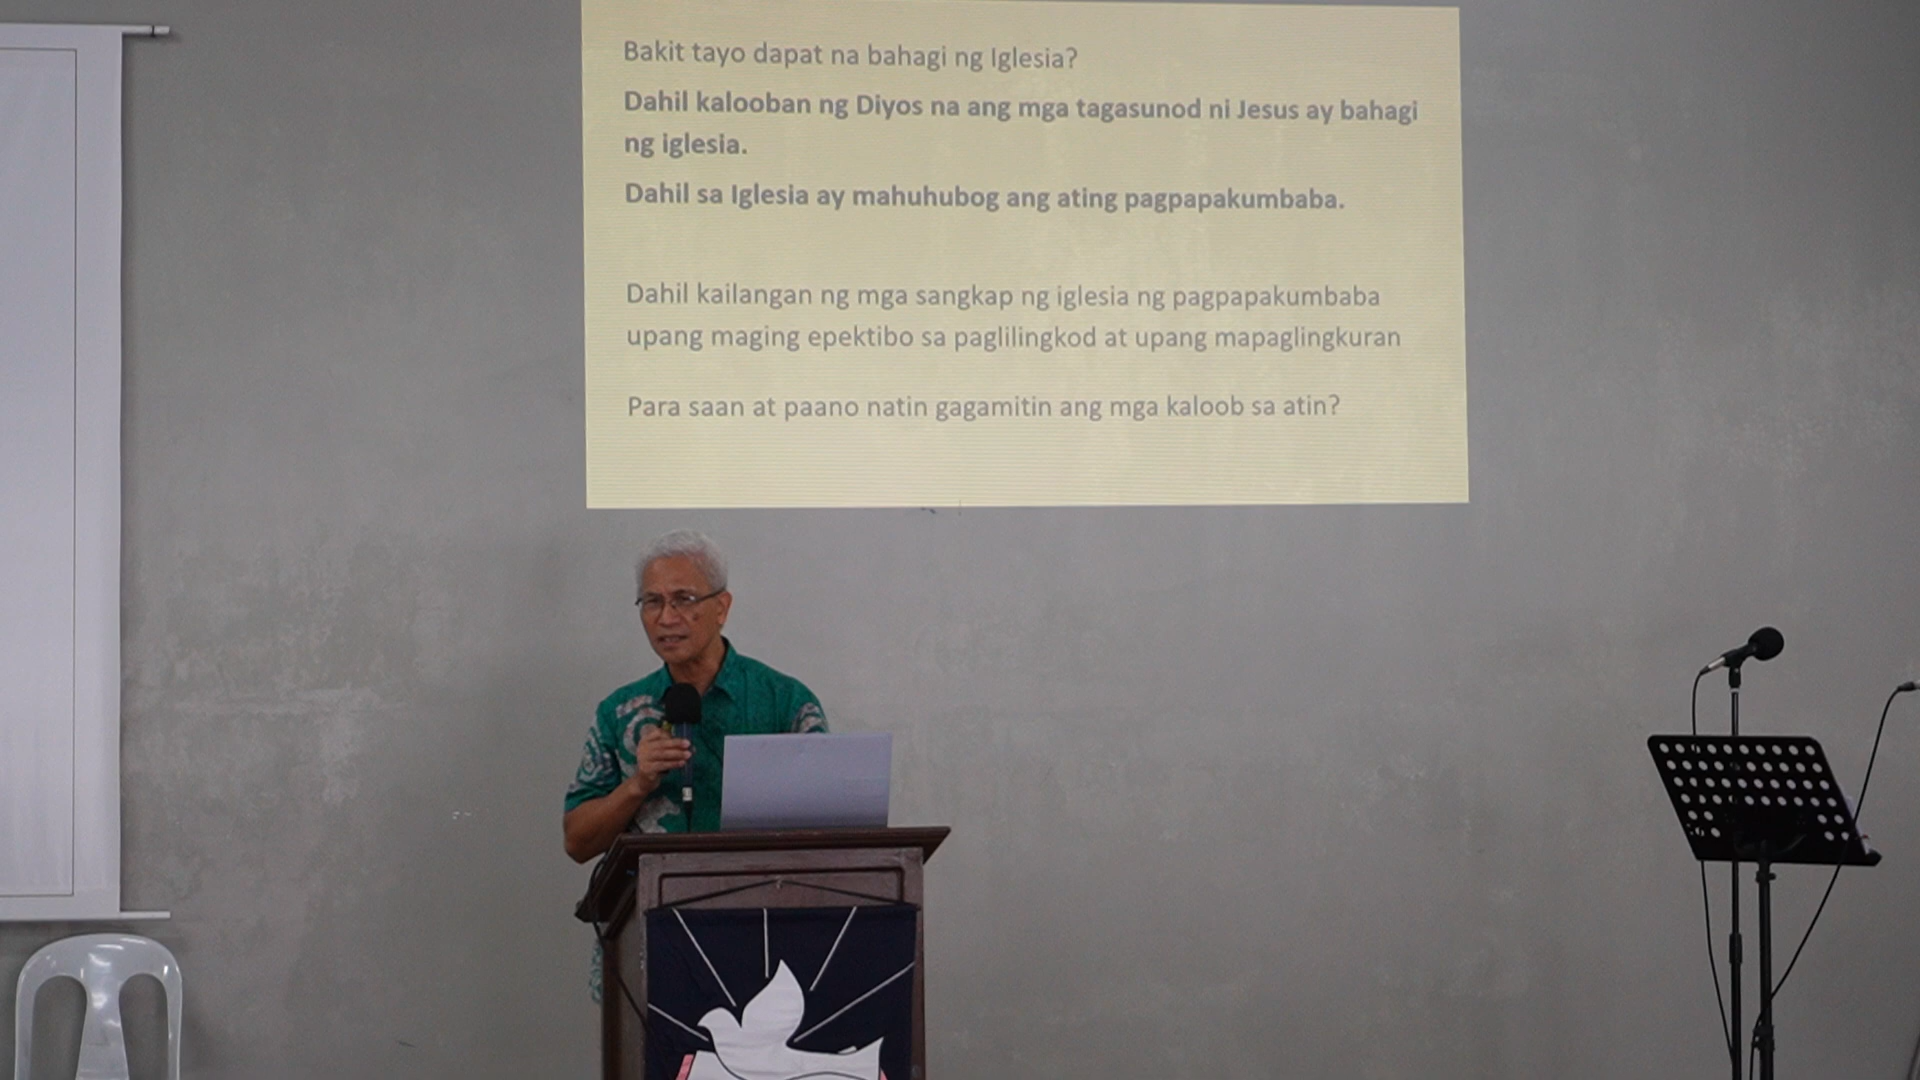 Bakit tayo dapat na bahagi ng Iglesia?
Dahil kalooban ng Diyos na ang mga tagasunod ni Jesus ay bahagi
ng iglesia.
Dahil sa Iglesia ay mahuhubog ang ating pagpapakumbaba.
Dahil kailangan ng mga sangkap ng iglesia ng pagpapakumbaba
upang maging epektibo sa paglilingkod at upang mapaglingkuran
Para saan at paano natin gagamitin ang mga kaloob sa atin?